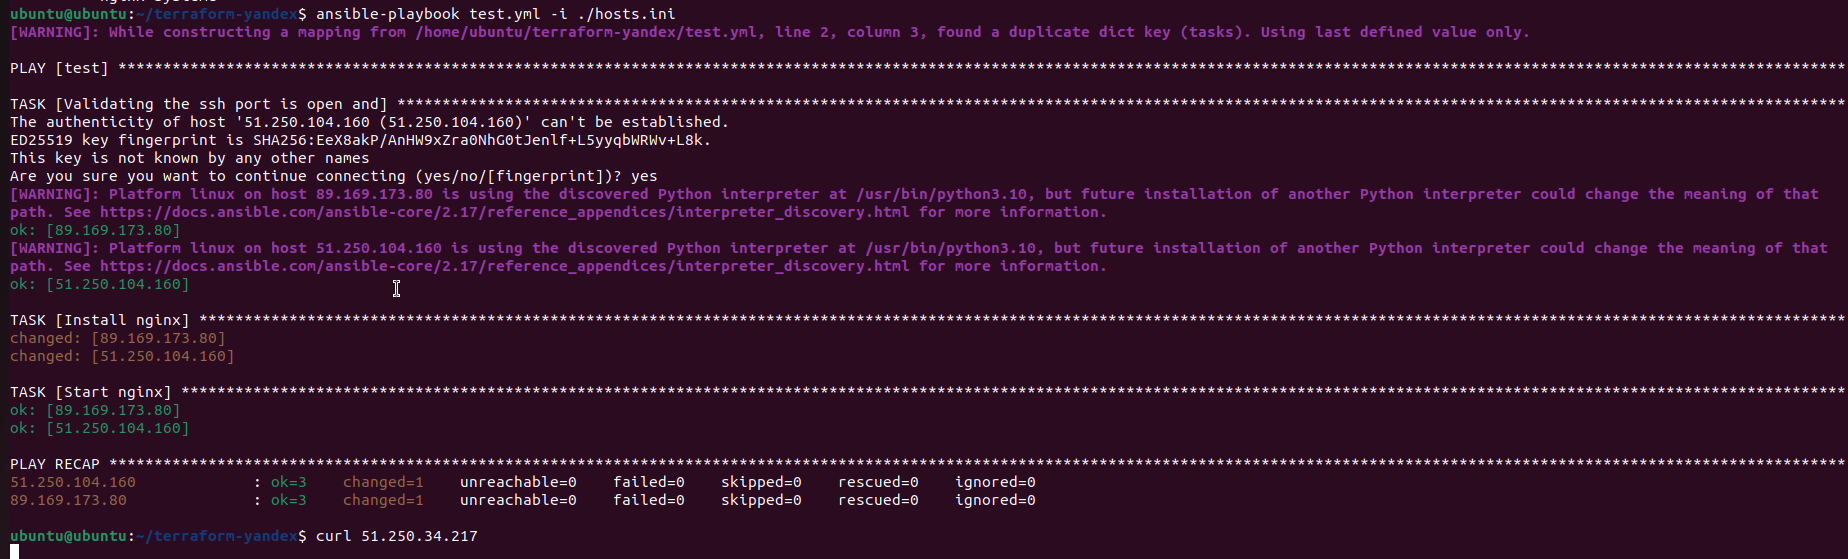 ubuntu@ubuntu:~/terraform-yandex$ ansible-playbook test.yml -i ./hosts.ini
[WARNING]: While constructing a mapping from /home/ubuntu/terraform-yandex/test.yml, line 2, column 3, found a duplicate dict key (tasks). Using last defined value only.
PLAY [test] ****************************************************************************************************************************************************************************************************
TASK [Validating the ssh port is open and] *********************************************************************************************************************************************************************
The authenticity of host '51.250.104.160 (51.250.104.160)' can't be established.
ED25519 key fingerprint is SHA256:EeX8akP/AnHW9xZra0NhG0tJenlf+L5yyqbWRWv+L8k.
This key is not known by any other names
Are you sure you want to continue connecting (yes/no/[fingerprint])? yes
[WARNING]: Platform linux on host 89.169.173.80 is using the discovered Python interpreter at /usr/bin/python3.10, but future installation of another Python interpreter could change the meaning of that
path. See https://docs.ansible.com/ansible-core/2.17/reference_appendices/interpreter_discovery.html for more information.
ok: [89.169.173.80]
[WARNING]: Platform linux on host 51.250.104.160 is using the discovered Python interpreter at /usr/bin/python3.10, but future installation of another Python interpreter could change the meaning of that
path. See https://docs.ansible.com/ansible-core/2.17/reference_appendices/interpreter_discovery.html for more information.
ok: [51.250.104.160]
TASK [Install nginx] *******************************************************************************************************************************************************************************************
changed: [89.169.173.80]
changed: [51.250.104.160]
TASK [Start nginx] *********************************************************************************************************************************************************************************************
ok: [89.169.173.80]
ok: [51.250.104.160]
PLAY RECAP *****************************************************************************************************************************************************************************************************
51.250.104.160 : ok=3 changed=1 unreachable=0 failed=0 skipped=0 rescued=0 ignored=0
89.169.173.80 : ok=3 changed=1 unreachable=0 failed=0 skipped=0 rescued=0 ignored=0
ubuntu@ubuntu:~/terraform-yandex$ curl 51.250.34.217